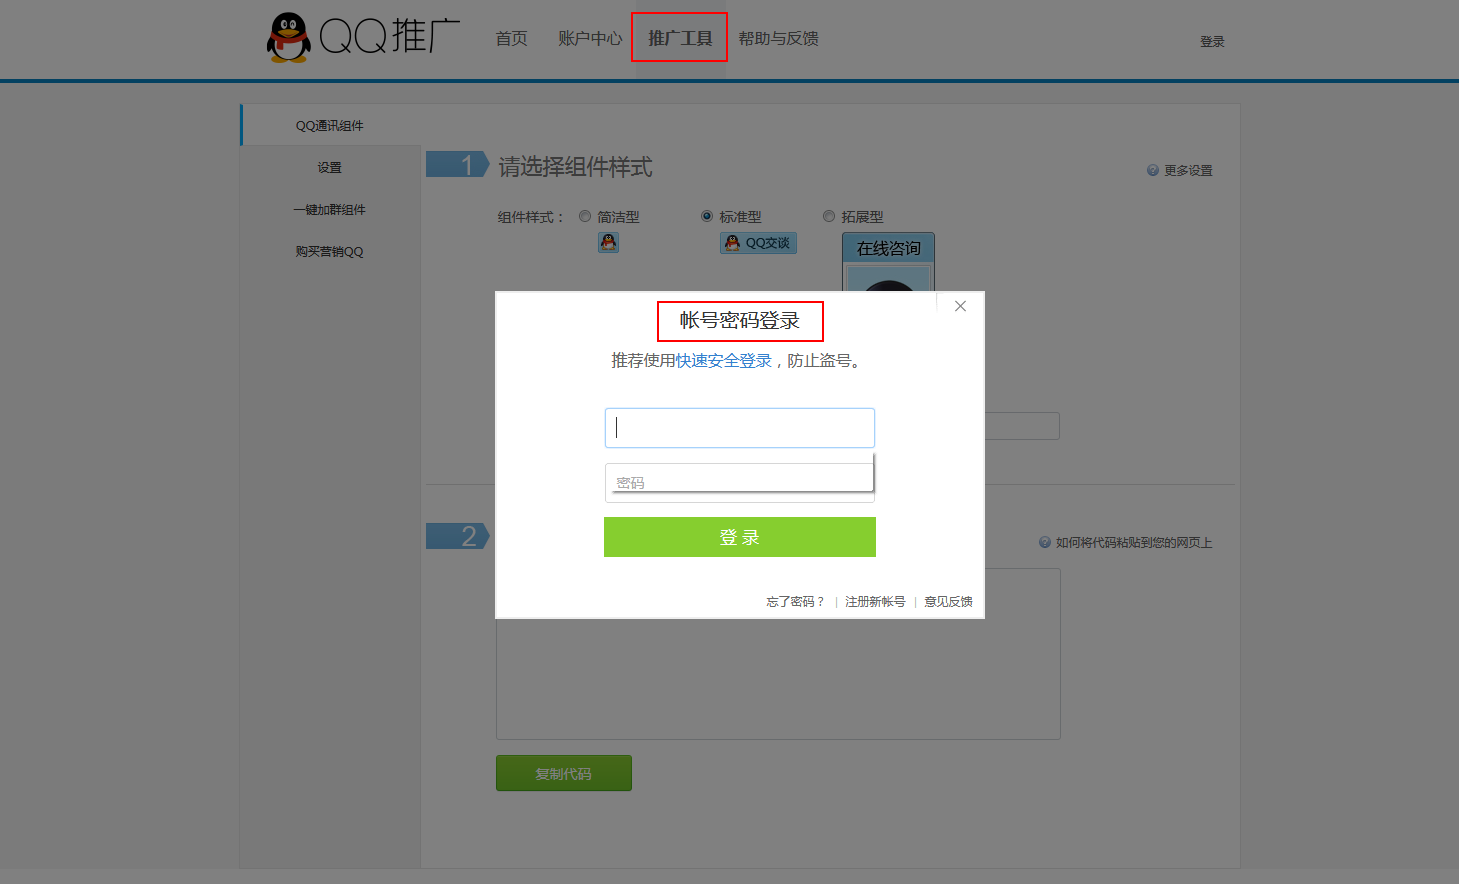 QQ推广
首页 账户中心 推广工具 帮助与反馈
登录
QQ通讯组件
设置
一键加群组件
购买营销QQ
1 请选择组件样式
更多设置
组件样式： 简洁型 标准型 拓展型
QQ交谈
在线咨询
帐号密码登录
推荐使用快速安全登录，防止盗号。
密码
登 录
忘了密码？ | 注册新帐号 | 意见反馈
2
如何将代码粘贴到您的网页上
复制代码